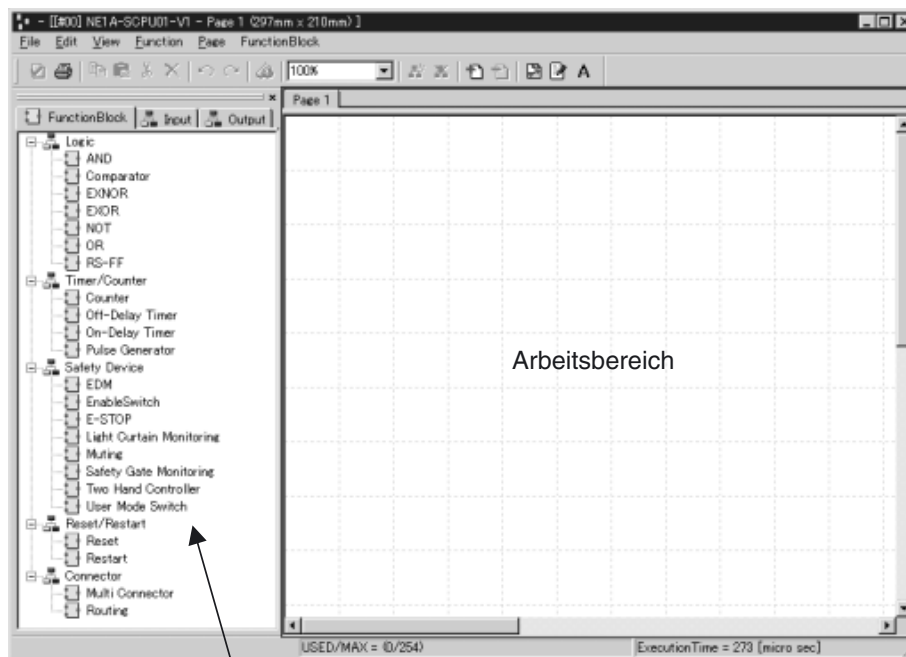 - [[#00] NE1A-SCPU01-V1 - Page 1 (297mm x 210mm) ]
File Edit View Function Page FunctionBlock
100%
A
Page 1
FunctionBlock Input Output
Logic
AND
Comparator
EXNOR
EXOR
NOT
OR
RS-FF
Timer/Counter
Counter
Off-Delay Timer
On-Delay Timer
Pulse Generator
Safety Device
EDM
EnableSwitch
E-STOP
Light Curtain Monitoring
Muting
Safety Gate Monitoring
Two Hand Controller
User Mode Switch
Reset/Restart
Reset
Restart
Connector
Multi Connector
Routing
Arbeitsbereich
USED/MAX = (0/254)
ExecutionTime = 273 [micro sec]